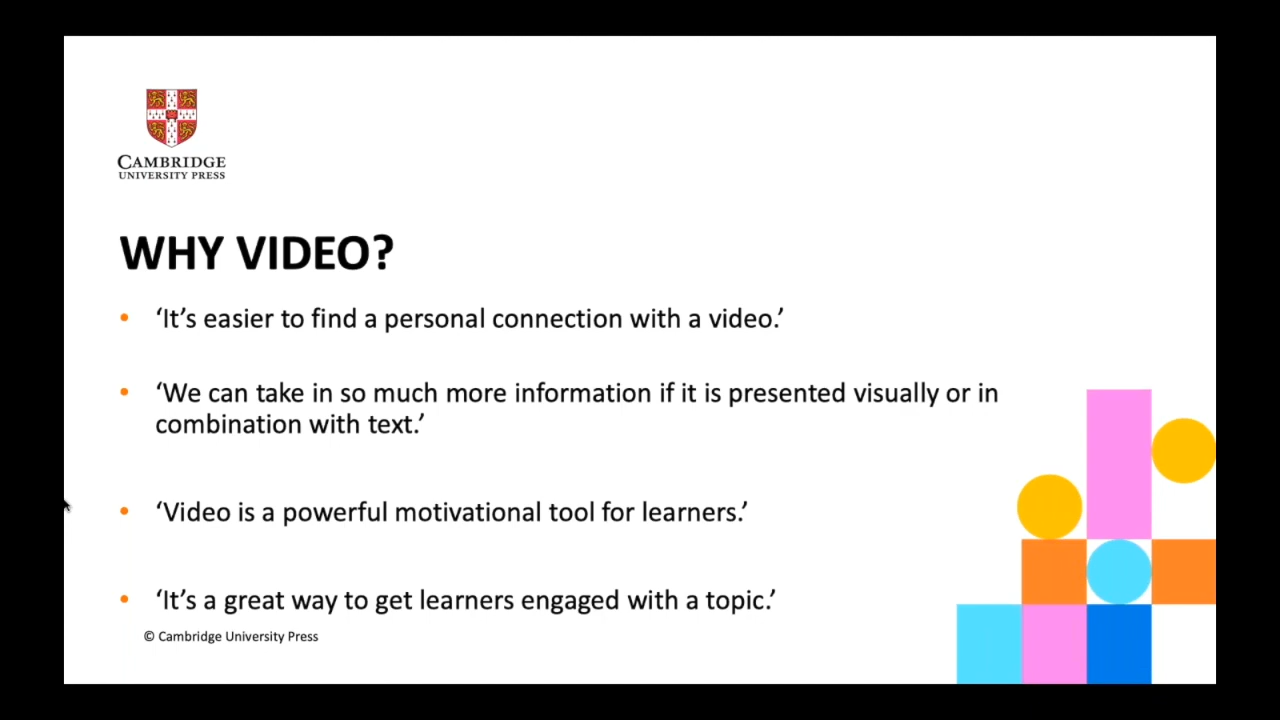 CAMBRIDGE
UNIVERSITY PRESS
WHY VIDEO?
• ‘It’s easier to find a personal connection with a video.’
• ‘We can take in so much more information if it is presented visually or in
combination with text.’
• ‘Video is a powerful motivational tool for learners.’
• ‘It’s a great way to get learners engaged with a topic.’
© Cambridge University Press